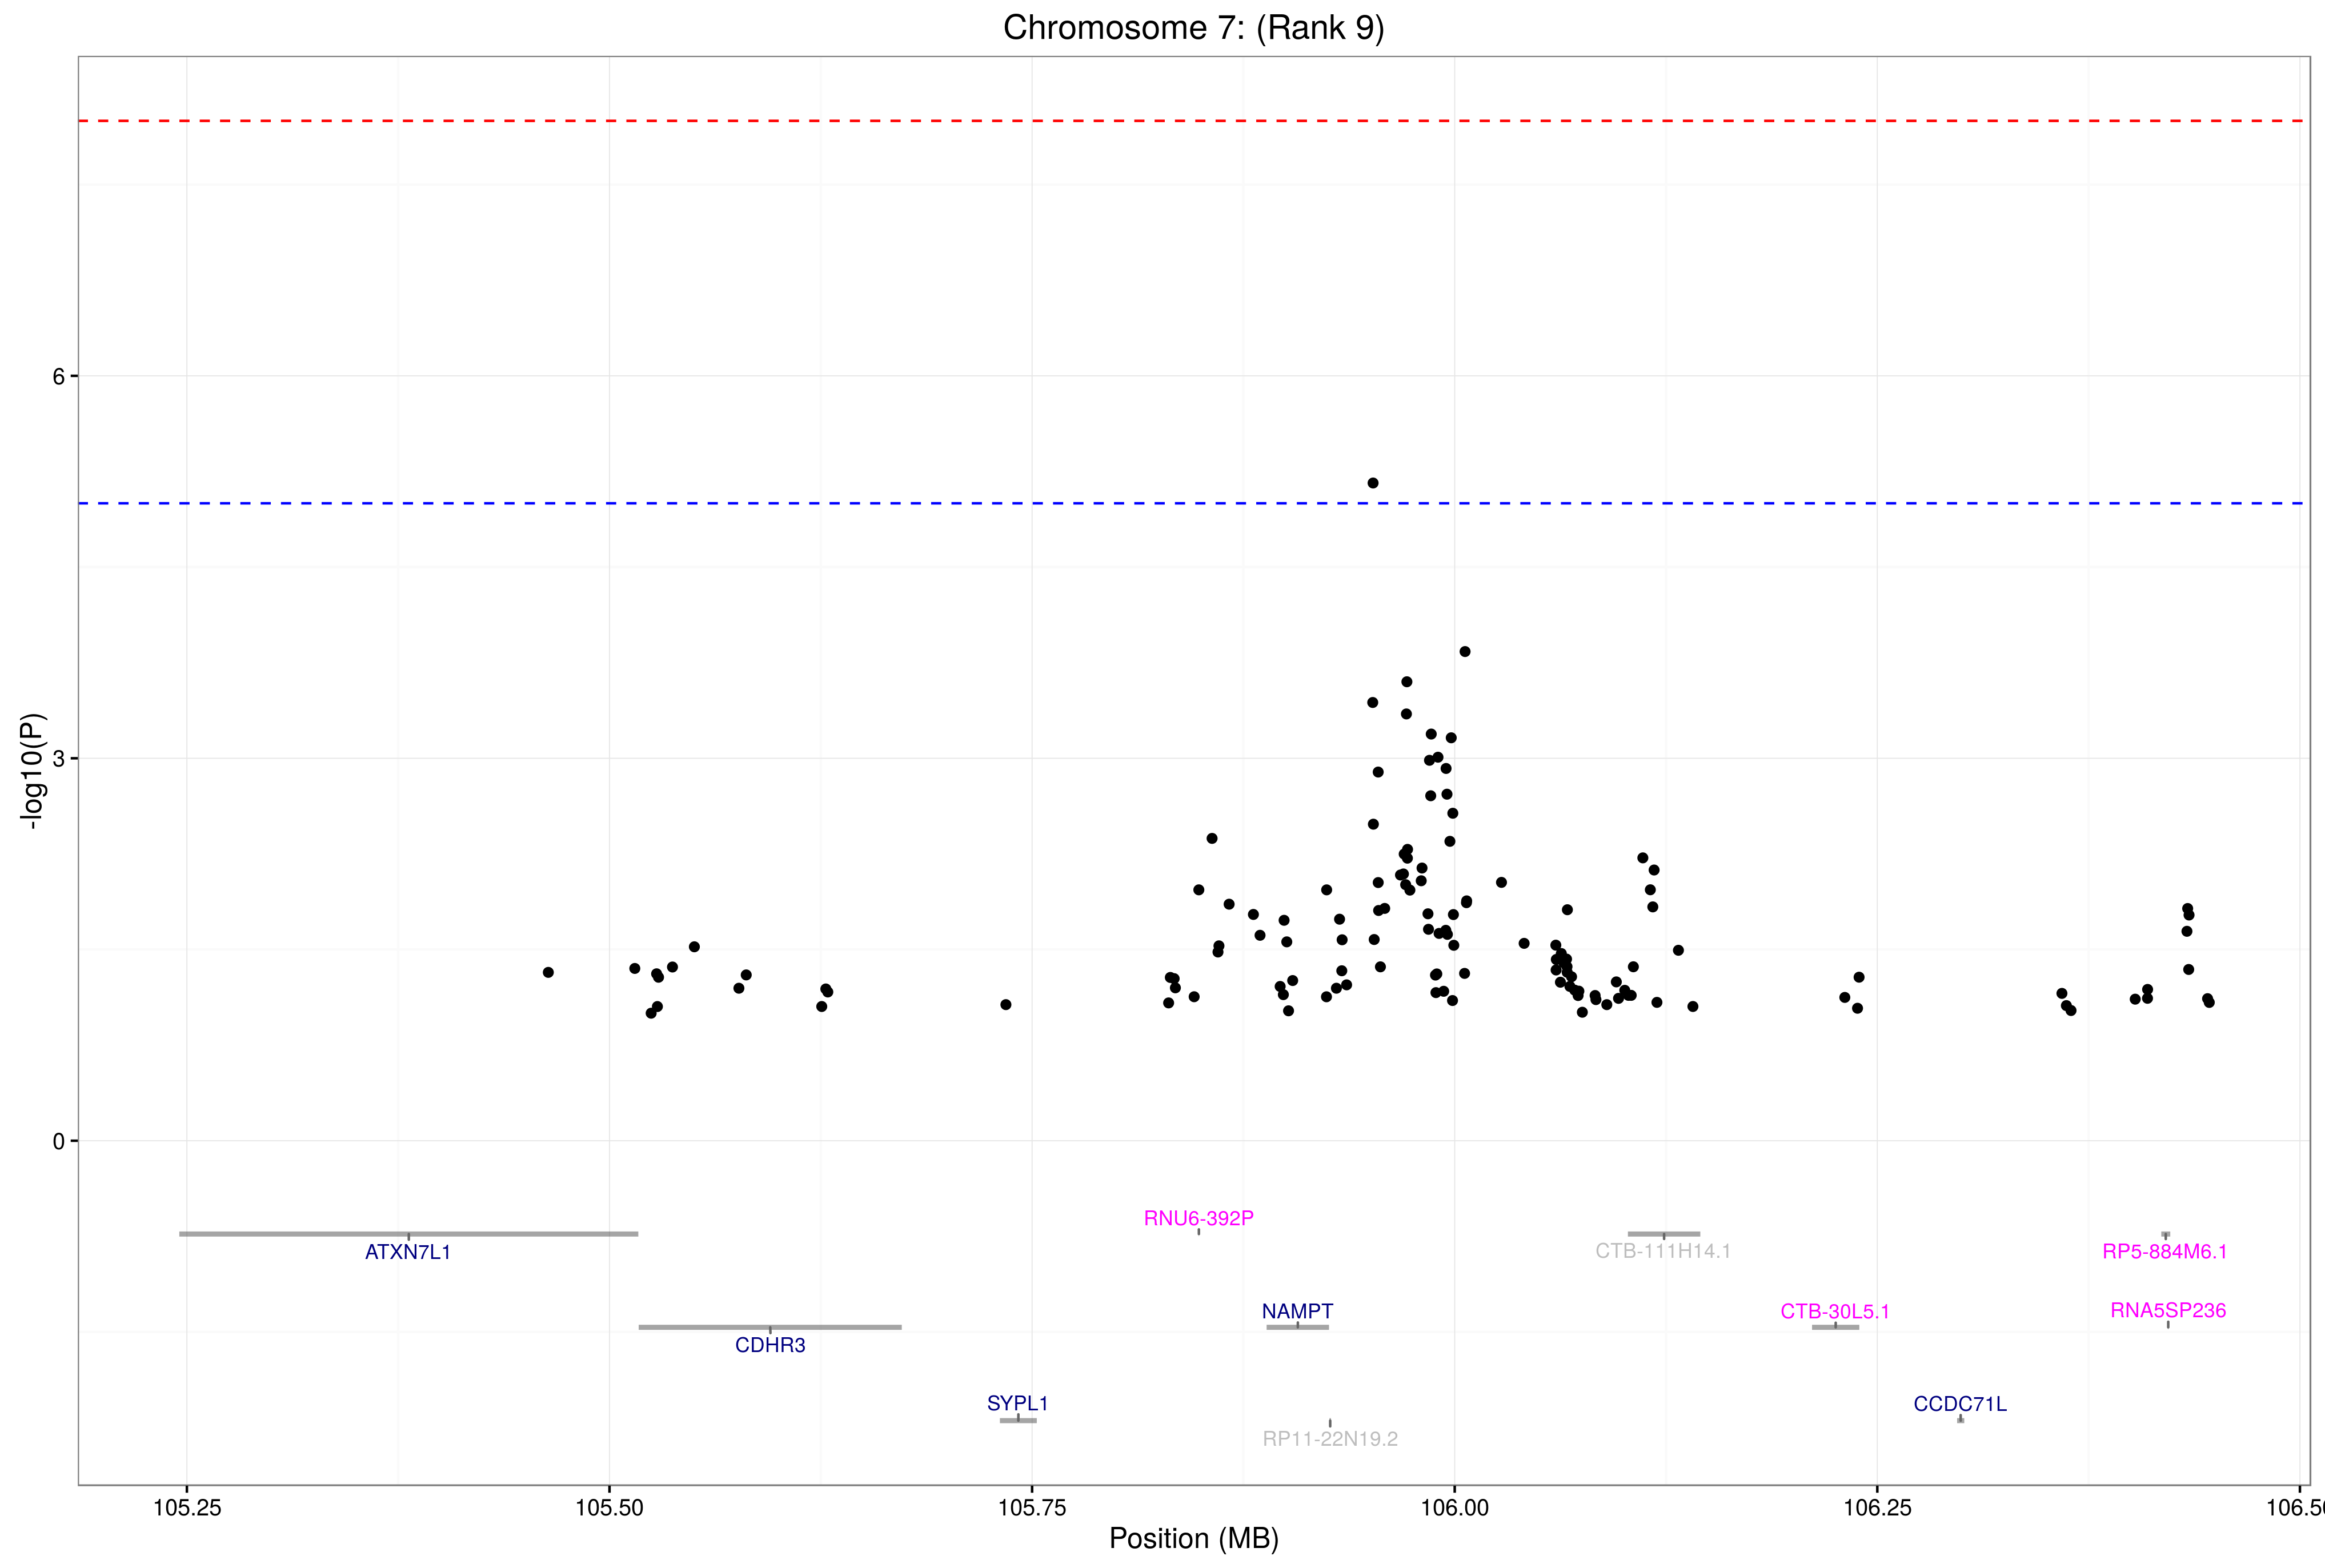 Chromosome 7: (Rank 9)
6
3
0
-log10(P)
RNU6-392P
ATXN7L1
CTB-111H14.1
RP5-884M6.1
NAMPT
CTB-30L5.1
RNA5SP236
CDHR3
SYPL1
CCDC71L
RP11-22N19.2
105.25 105.50 105.75 106.00 106.25 106.50
Position (MB)